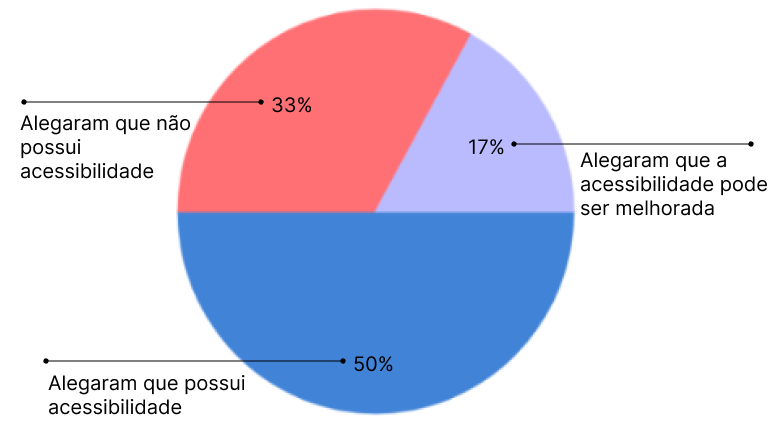 33%
Alegaram que não
possui
acessibilidade
17%
Alegaram que a
acessibilidade pode
ser melhorada
50%
Alegaram que possui
acessibilidade